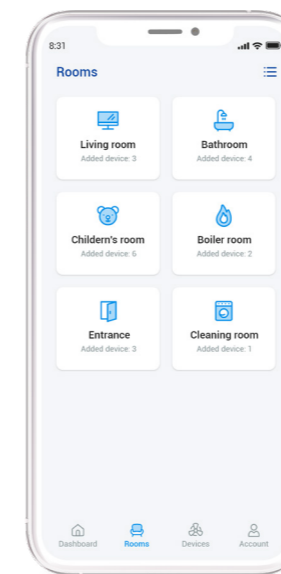 8:31
Rooms
Living room
Added device: 3
Bathroom
Added device: 4
Childern's room
Added device: 6
Boiler room
Added device: 2
Entrance
Added device: 3
Cleaning room
Added device: 1
Dashboard
Rooms
Devices
Account